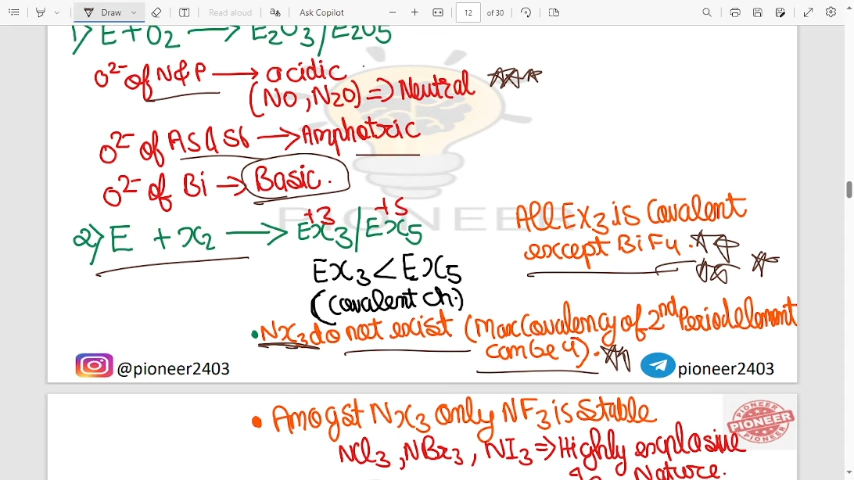 Draw
Read aloud
Ask Copilot
12
of 30
1) E + O2 → E2O3/E2O5
O2- of N&P → acidic
(NO, N2O) => Neutral
O2- of As&Sb → Amphotric
O2- of Bi → Basic.
PIONEER
2) E + x2 → Ex3/Ex5
+3
+5
Ex3 < Ex5
(Covalent ch.)
All Ex3 is Covalent
except BiF4.
• Nx3 do not exist (Max Covalency of 2nd Period element
can be 4).
@pioneer2403
pioneer2403
• Amogst Nx3 only NF3 is stable
PIONEER
NCl3, NBr3, NI3 => Highly explosive
Nature.